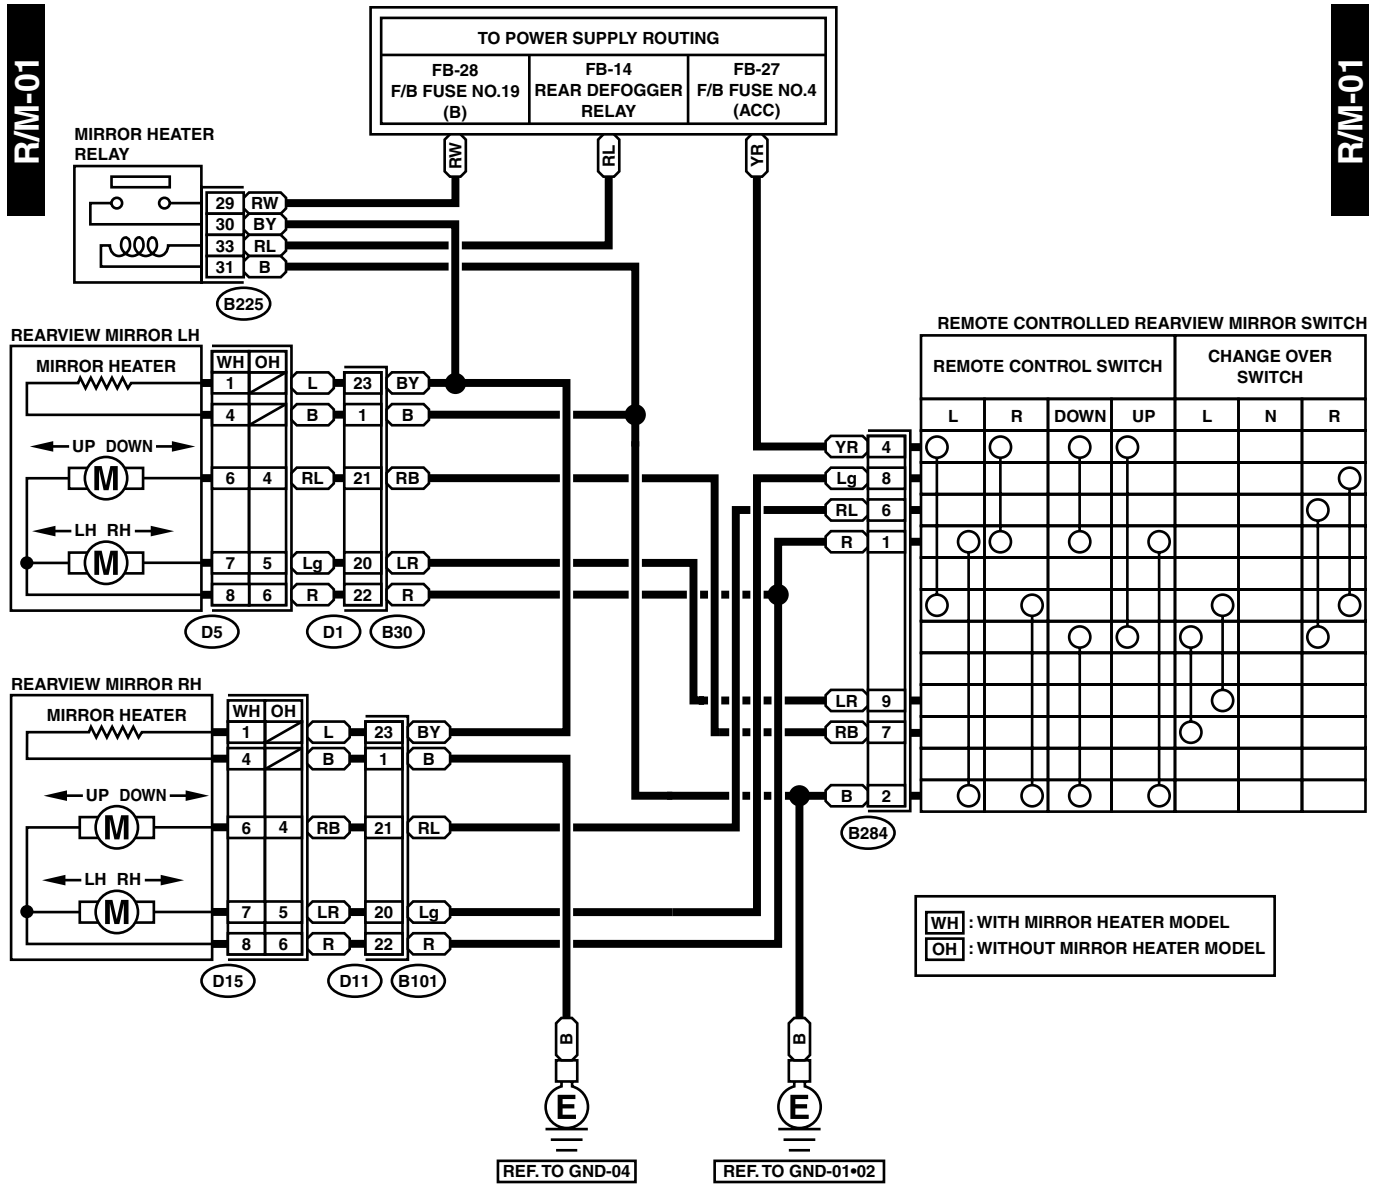 R/M-01
R/M-01
TO POWER SUPPLY ROUTING
FB-28
F/B FUSE NO.19
(B)
FB-14
REAR DEFOGGER
RELAY
FB-27
F/B FUSE NO.4
(ACC)
RW
RL
YR
MIRROR HEATER
RELAY
29 RW
30 BY
33 RL
31 B
B225
REARVIEW MIRROR LH
MIRROR HEATER
WH OH
1 L 23 BY
4 B 1 B
UP DOWN
M 6 4 RL 21 RB
LH RH
M 7 5 Lg 20 LR
8 6 R 22 R
D5 D1 B30
REARVIEW MIRROR RH
MIRROR HEATER
WH OH
1 L 23 BY
4 B 1 B
UP DOWN
M 6 4 RB 21 RL
LH RH
M 7 5 LR 20 Lg
8 6 R 22 R
D15 D11 B101
REMOTE CONTROLLED REARVIEW MIRROR SWITCH
REMOTE CONTROL SWITCH
CHANGE OVER
SWITCH
L R DOWN UP L N R
YR 4
Lg 8
RL 6
R 1
LR 9
RB 7
B 2
B284
WH : WITH MIRROR HEATER MODEL
OH : WITHOUT MIRROR HEATER MODEL
B
E
REF. TO GND-04
B
E
REF. TO GND-01•02